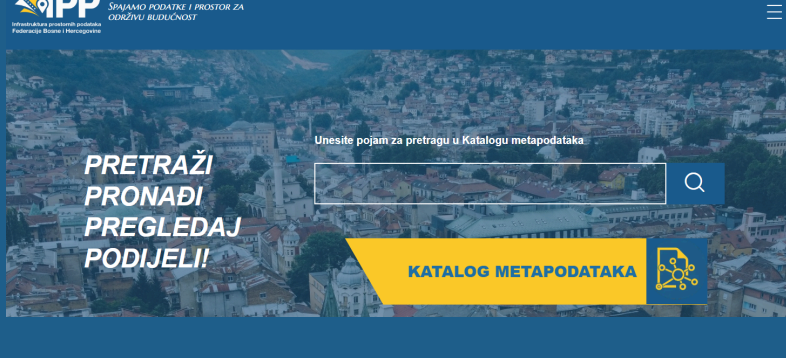 IPP
Infrastruktura prostornih podataka
Federacije Bosne i Hercegovine
SPAJAMO PODATKE I PROSTOR ZA
ODRŽIVU BUDUĆNOST
Unesite pojam za pretragu u Katalogu metapodataka
PRETRAŽI
PRONAĐI
PREGLEDAJ
PODIJELI!
KATALOG METAPODATAKA